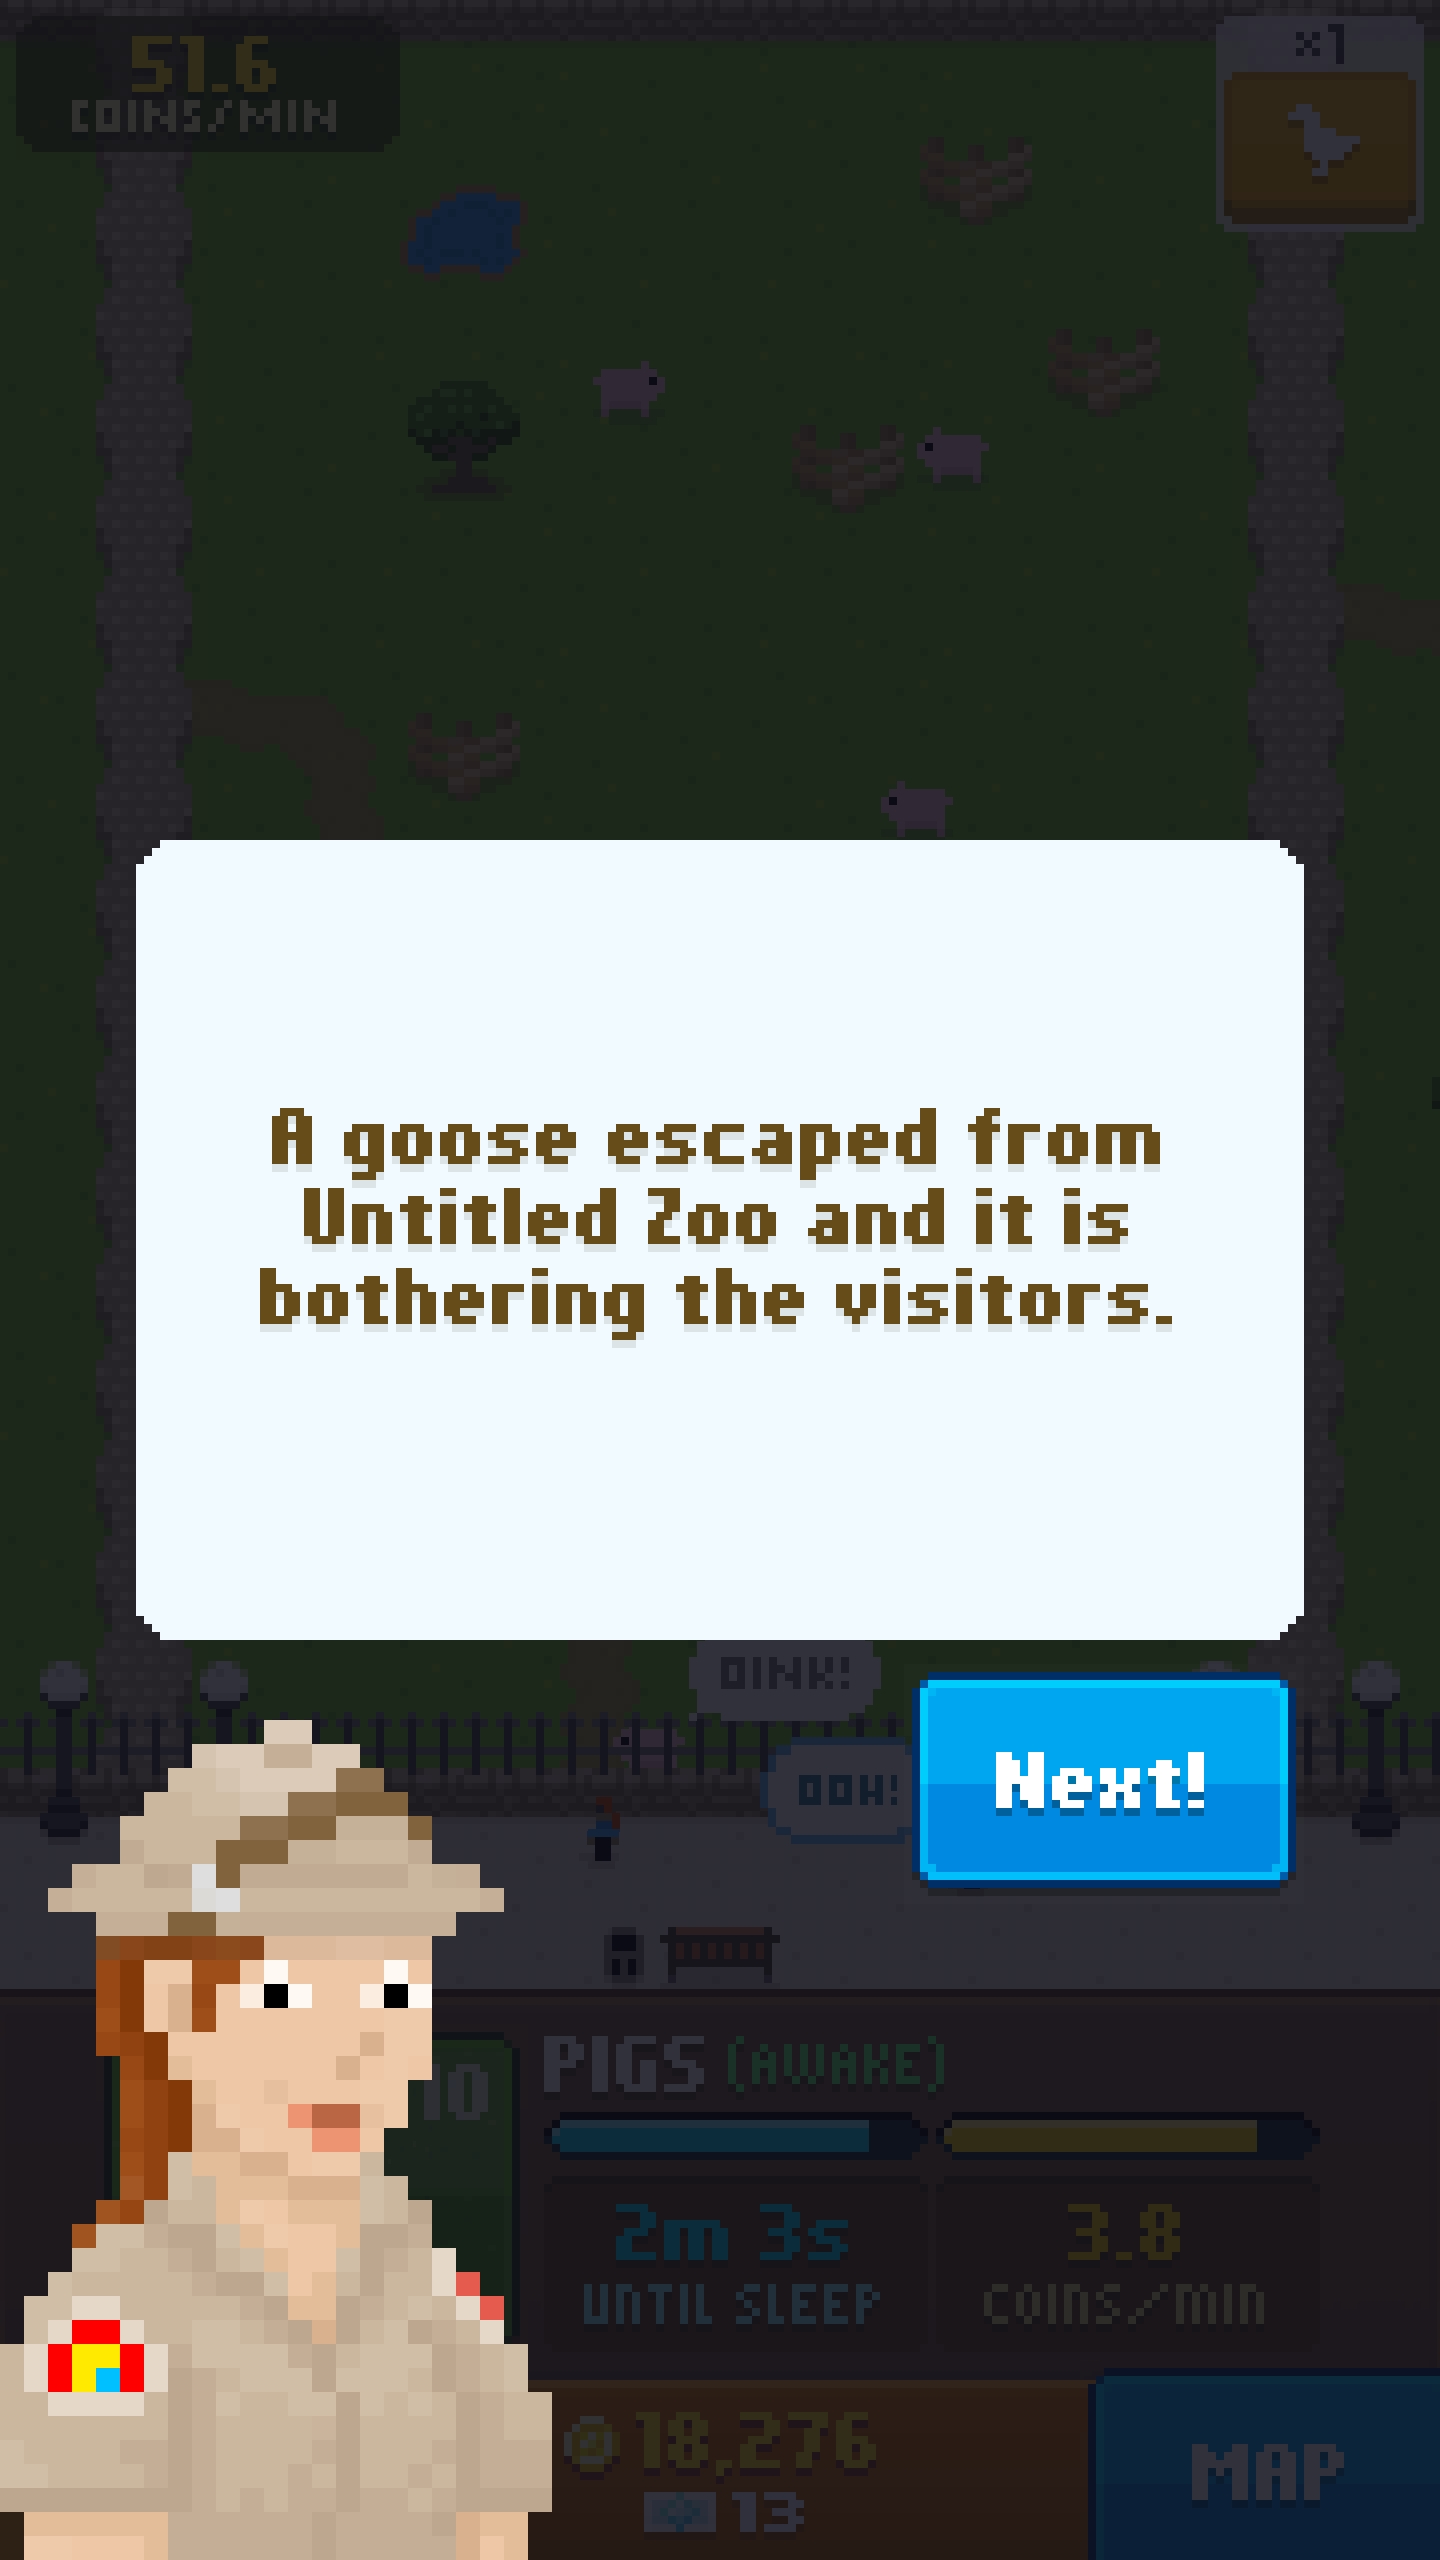 51.6
COINS/MIN
x1
A goose escaped from
Untitled Zoo and it is
bothering the visitors.
OINK!
OOH!
Next!
10
PIGS (AWAKE)
2m 3s
UNTIL SLEEP
3.8
COINS/MIN
18,276
13
MAP